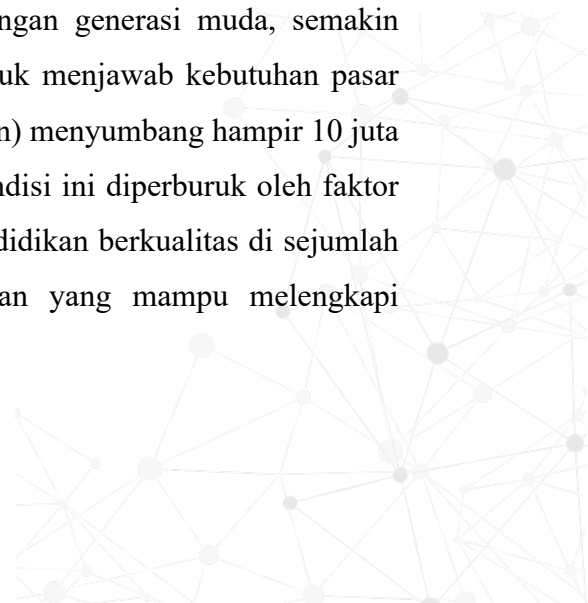 ngan generasi muda, semakin
uk menjawab kebutuhan pasar
n) menyumbang hampir 10 juta
ndisi ini diperburuk oleh faktor
didikan berkualitas di sejumlah
an yang mampu melengkapi